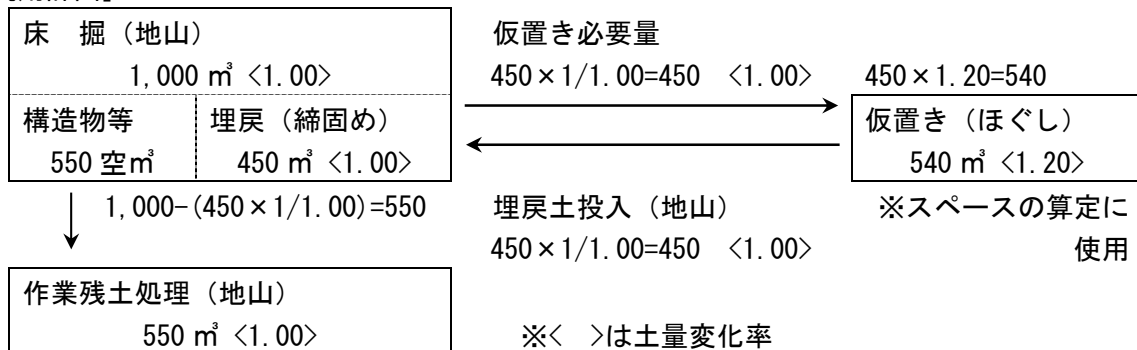 床　掘（地山）
1,000 ㎥ <1.00>
構造物等
550 空㎥
埋戻（締固め）
450 ㎥ <1.00>
仮置き必要量
450×1/1.00=450　<1.00>
450×1.20=540
仮置き（ほぐし）
540 ㎥ <1.20>
1,000-(450×1/1.00)=550
埋戻土投入（地山）
450×1/1.00=450　<1.00>
※スペースの算定に
使用
作業残土処理（地山）
550 ㎥ <1.00>
※<　>は土量変化率